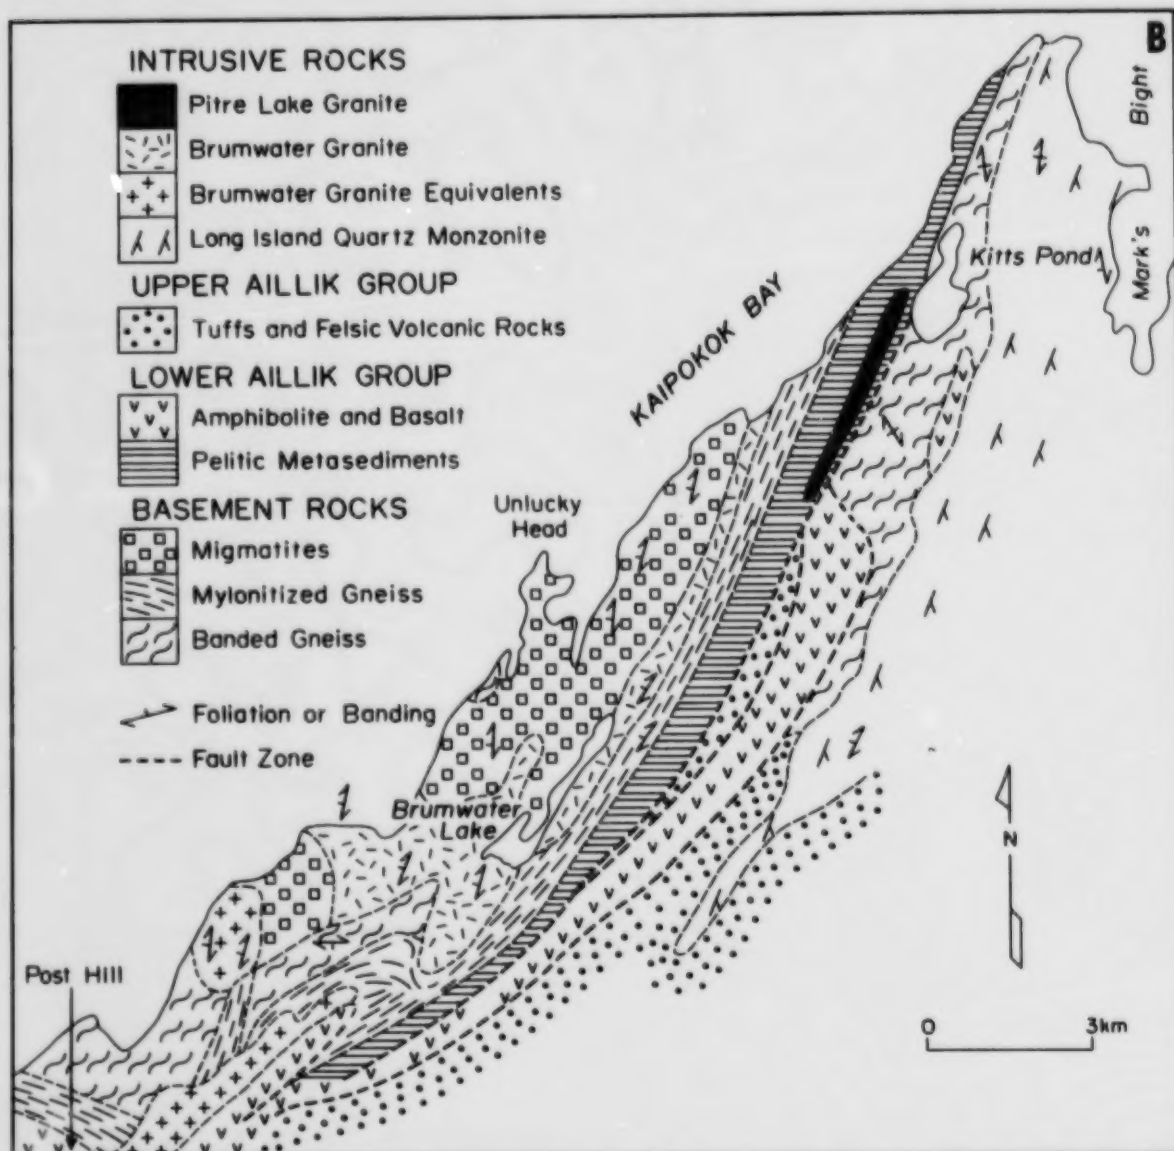 B
INTRUSIVE ROCKS
Pitre Lake Granite
Brumwater Granite
Brumwater Granite Equivalents
Long Island Quartz Monzonite
UPPER AILLIK GROUP
Tuffs and Felsic Volcanic Rocks
LOWER AILLIK GROUP
Amphibolite and Basalt
Pelitic Metasediments
BASEMENT ROCKS
Migmatites
Mylonitized Gneiss
Banded Gneiss
Foliation or Banding
Fault Zone
Mark's Bight
Kitts Pond
KAIPOKOK BAY
Unlucky
Head
Brumwater
Lake
Post Hill
N
0 3km